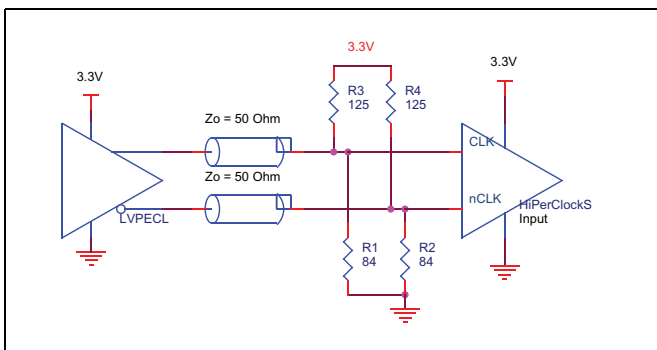 3.3V
3.3V
3.3V
R3
125
R4
125
Zo = 50 Ohm
CLK
Zo = 50 Ohm
nCLK
HiPerClockS
Input
LVPECL
R1
84
R2
84